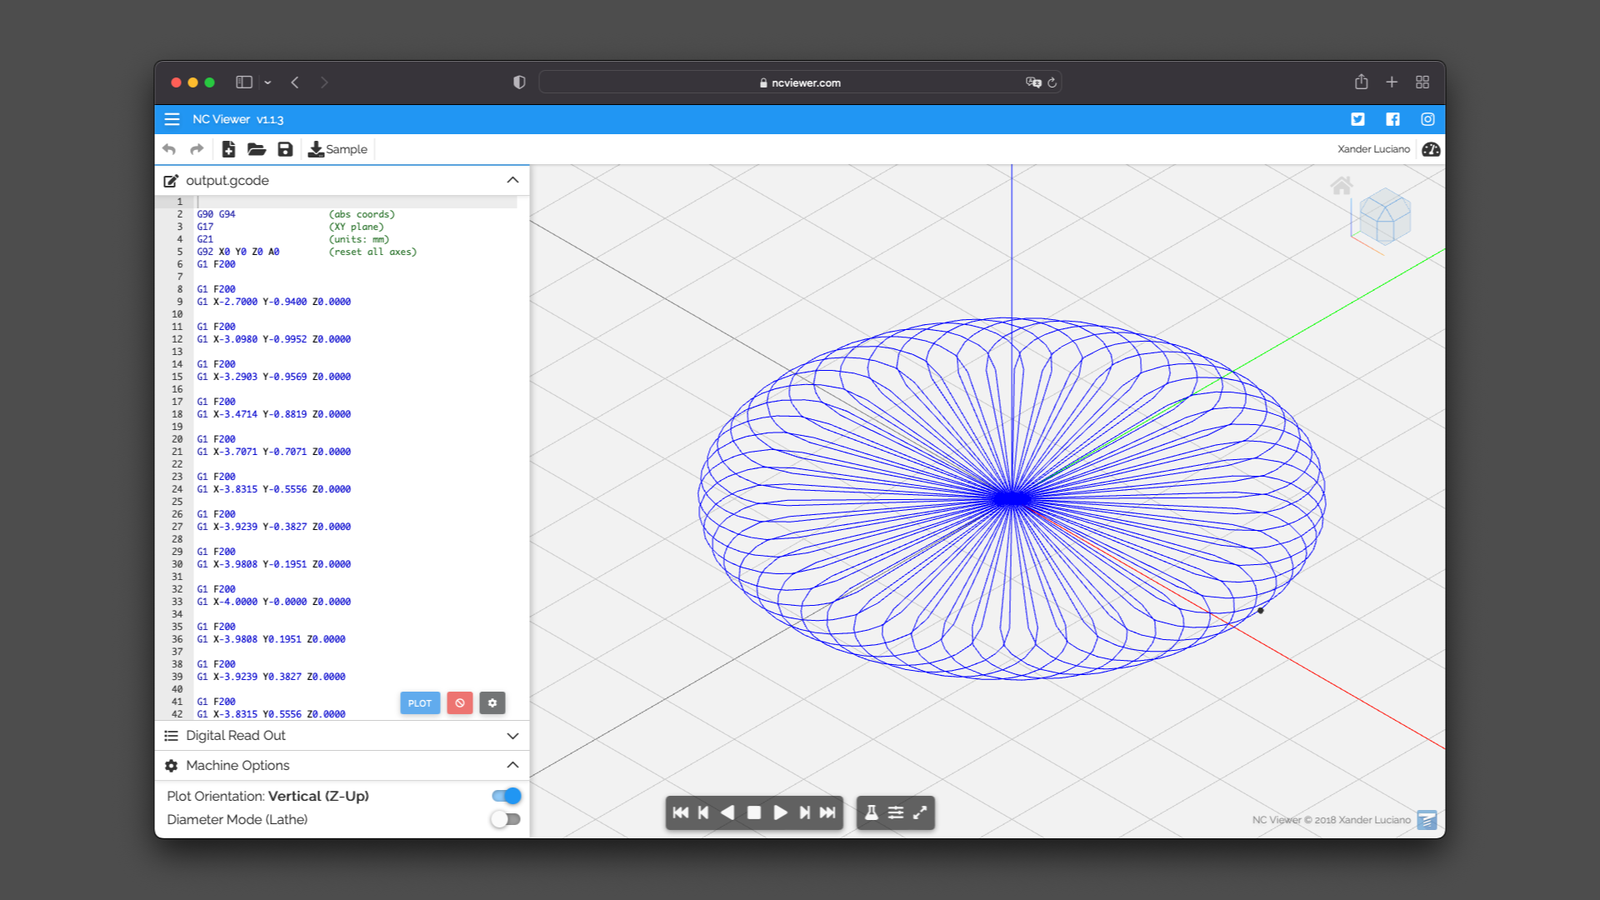 ncviewer.com
NC Viewer v1.1.3
Sample
Xander Luciano
output.gcode
1
2 G90 G94 (abs coords)
3 G17 (XY plane)
4 G21 (units: mm)
5 G92 X0 Y0 Z0 A0 (reset all axes)
6 G1 F200
7
8 G1 F200
9 G1 X-2.7000 Y-0.9400 Z0.0000
10
11 G1 F200
12 G1 X-3.0980 Y-0.9952 Z0.0000
13
14 G1 F200
15 G1 X-3.2903 Y-0.9569 Z0.0000
16
17 G1 F200
18 G1 X-3.4714 Y-0.8819 Z0.0000
19
20 G1 F200
21 G1 X-3.7071 Y-0.7071 Z0.0000
22
23 G1 F200
24 G1 X-3.8315 Y-0.5556 Z0.0000
25
26 G1 F200
27 G1 X-3.9239 Y-0.3827 Z0.0000
28
29 G1 F200
30 G1 X-3.9808 Y-0.1951 Z0.0000
31
32 G1 F200
33 G1 X-4.0000 Y-0.0000 Z0.0000
34
35 G1 F200
36 G1 X-3.9808 Y0.1951 Z0.0000
37
38 G1 F200
39 G1 X-3.9239 Y0.3827 Z0.0000
40
41 G1 F200
42 G1 X-3.8315 Y0.5556 Z0.0000
PLOT
Digital Read Out
Machine Options
Plot Orientation: Vertical (Z-Up)
Diameter Mode (Lathe)
NC Viewer © 2018 Xander Luciano